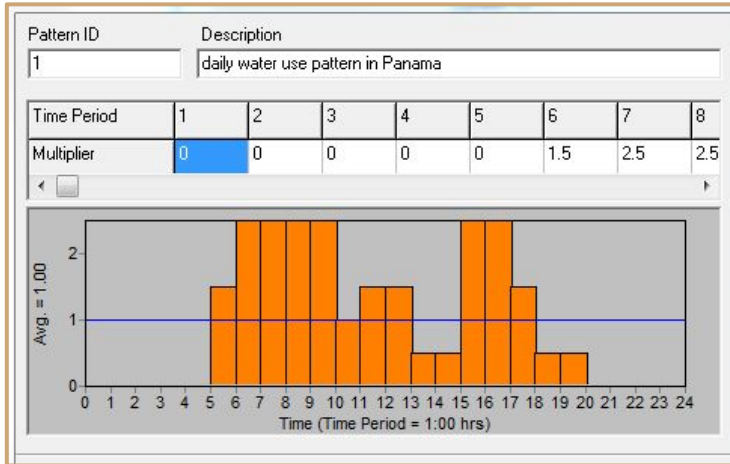 Pattern ID Description
1 daily water use pattern in Panama
Time Period 1 2 3 4 5 6 7 8
Multiplier 0 0 0 0 0 1.5 2.5 2.5
Avg. = 1.00
2
1
0
0 1 2 3 4 5 6 7 8 9 10 11 12 13 14 15 16 17 18 19 20 21 22 23 24
Time (Time Period = 1:00 hrs)